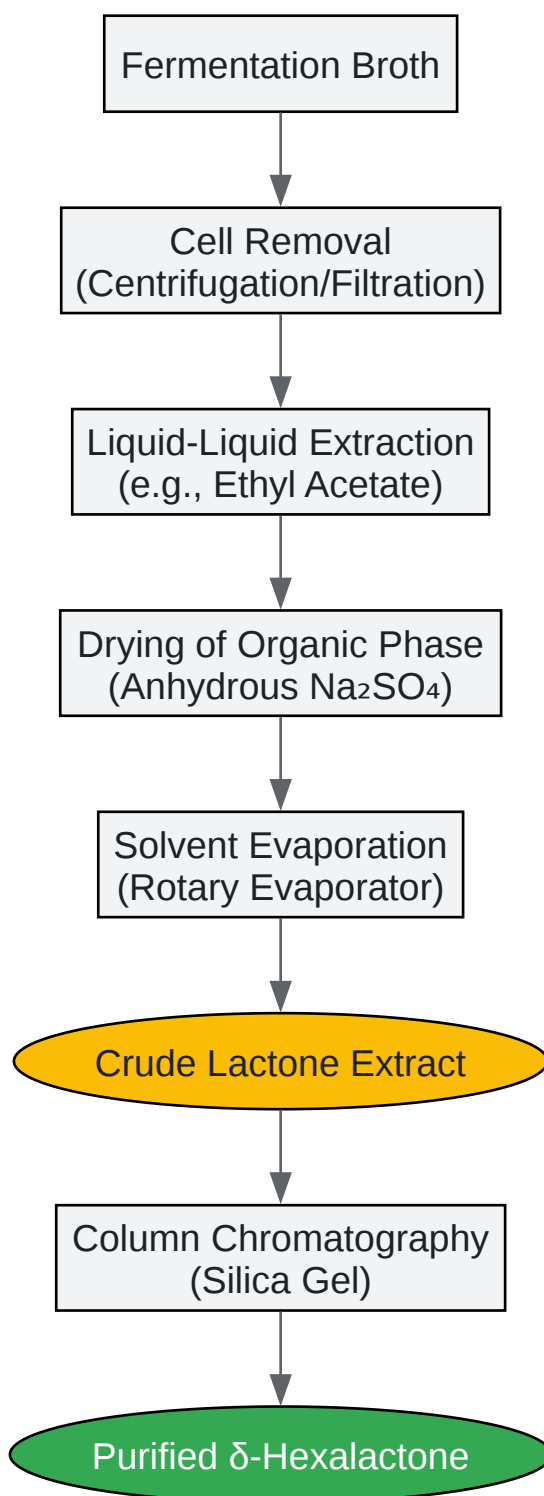 Fermentation Broth
Cell Removal
(Centrifugation/Filtration)
Liquid-Liquid Extraction
(e.g., Ethyl Acetate)
Drying of Organic Phase
(Anhydrous Na₂SO₄)
Solvent Evaporation
(Rotary Evaporator)
Crude Lactone Extract
Column Chromatography
(Silica Gel)
Purified δ-Hexalactone